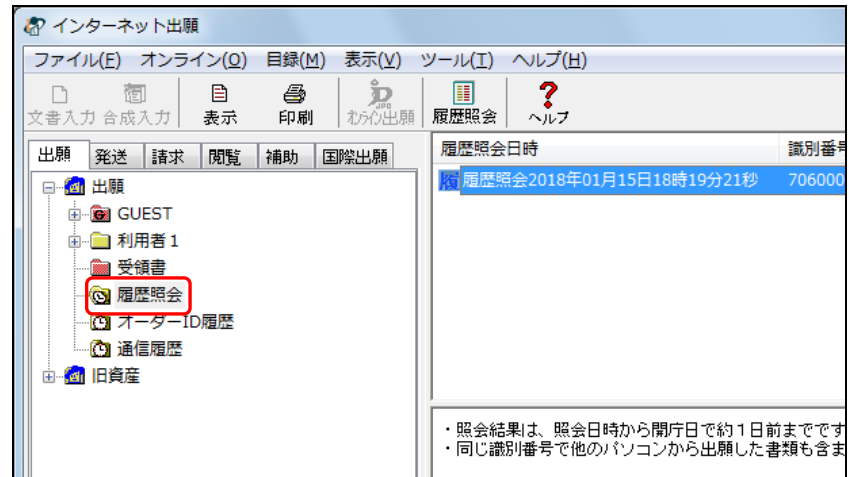 インターネット出願
ファイル(F) オンライン(O) 目録(M) 表示(V) ツール(T) ヘルプ(H)
文書入力 合成入力 表示 印刷 オンライン出願 履歴照会 ヘルプ
出願 発送 請求 閲覧 補助 国際出願
履歴照会日時 識別番号
出願
履歴照会2018年01月15日18時19分21秒 706000
GUEST
利用者1
受領書
履歴照会
オーダーID履歴
通信履歴
旧資産
・照会結果は、照会日時から開庁日で約1日前までです
・同じ識別番号で他のパソコンから出願した書類も含ま